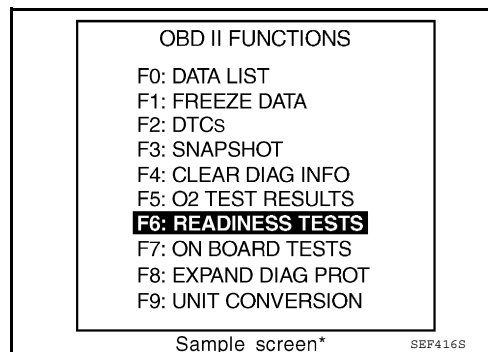 OBD II FUNCTIONS
F0: DATA LIST
F1: FREEZE DATA
F2: DTCs
F3: SNAPSHOT
F4: CLEAR DIAG INFO
F5: O2 TEST RESULTS
F6: READINESS TESTS
F7: ON BOARD TESTS
F8: EXPAND DIAG PROT
F9: UNIT CONVERSION
Sample screen* SEF416S